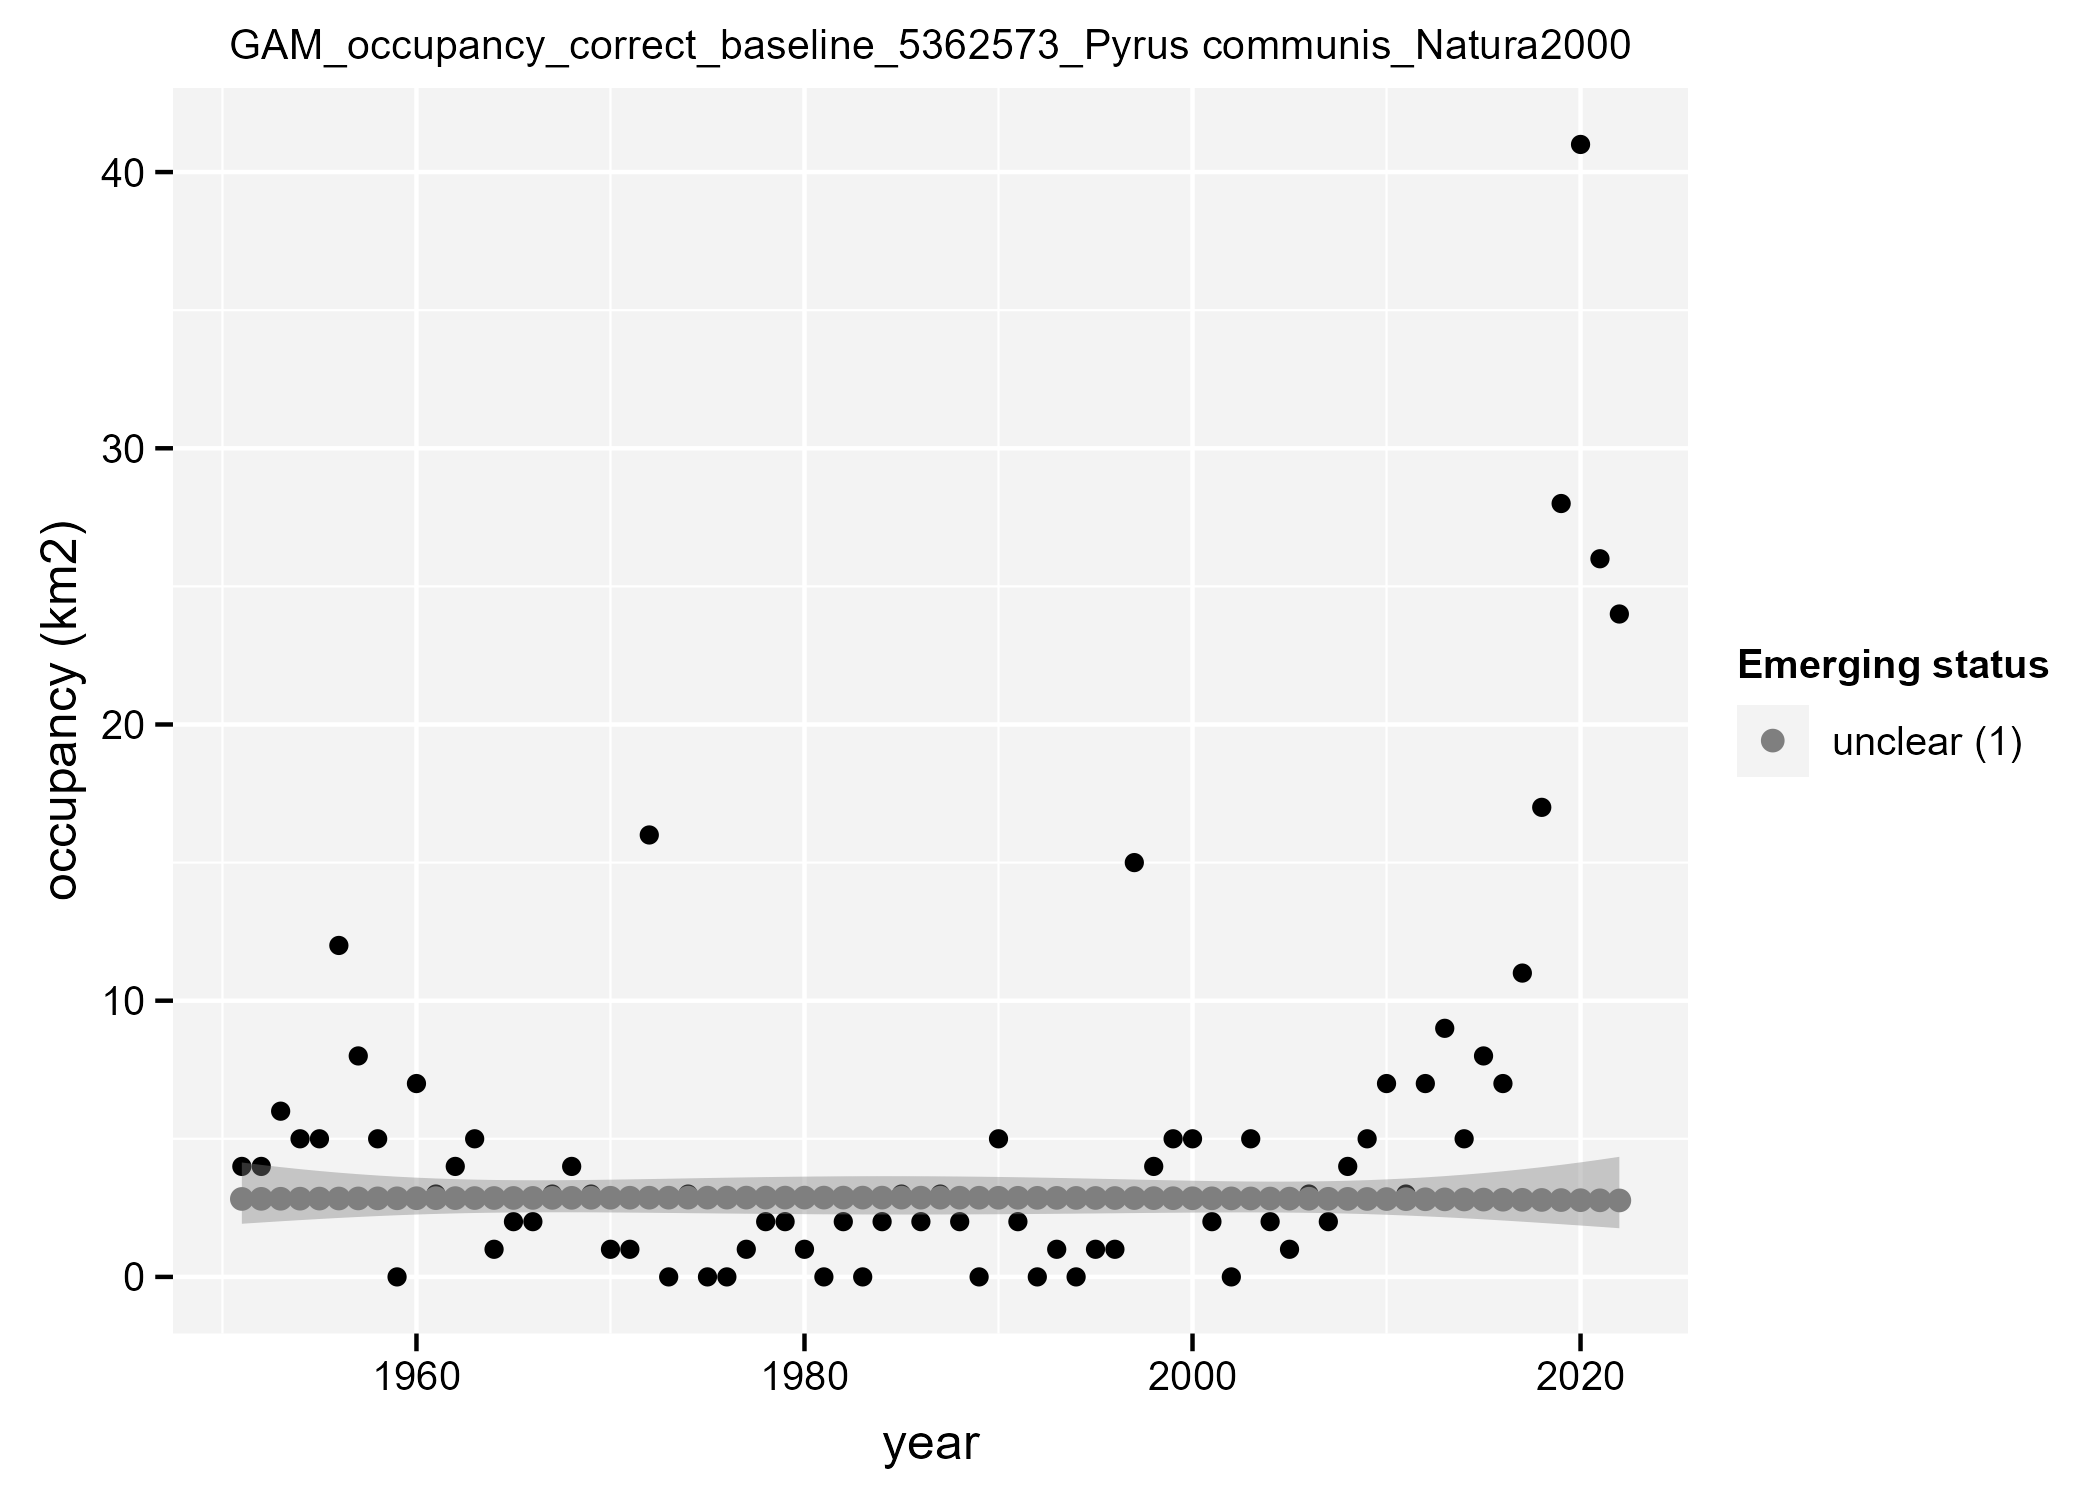 GAM_occupancy_correct_baseline_5362573_Pyrus communis_Natura2000
40
30
20
10
0
occupancy (km2)
1960 1980 2000 2020
year
Emerging status
unclear (1)